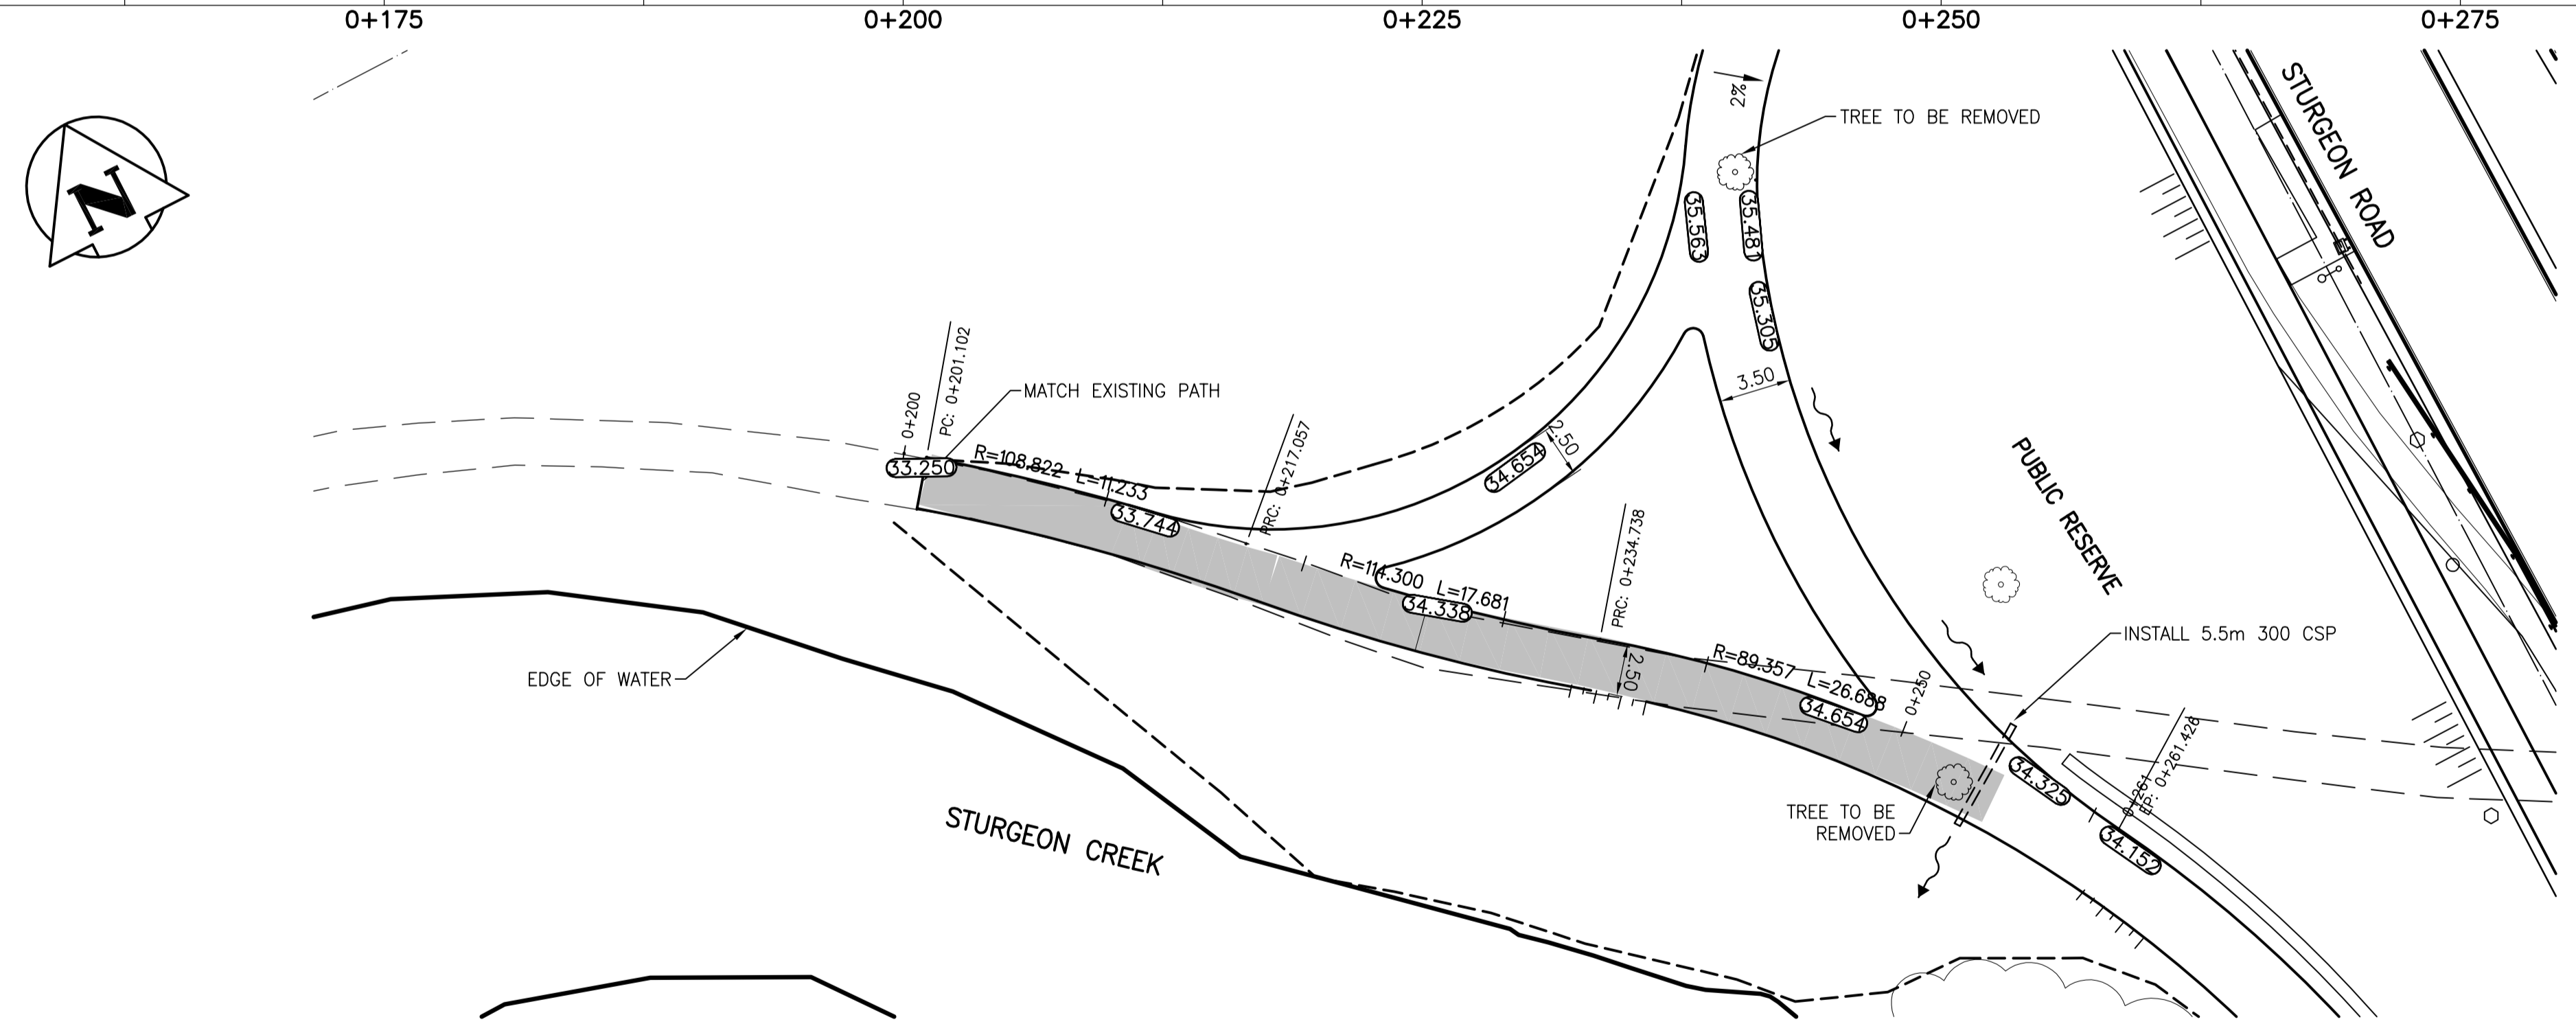 0+175
0+200
0+225
0+250
0+275
N
2%
TREE TO BE REMOVED
STURGEON ROAD
35.563
35.481
35.305
3.50
0+200
PC: 0+201.102
MATCH EXISTING PATH
33.250
R=108.822 L=11.233
33.744
PRC: 0+217.057
2.50
34.654
R=114.300 L=17.681
34.338
PRC: 0+234.738
2.50
R=89.357 L=26.688
34.654
0+250
PUBLIC RESERVE
INSTALL 5.5m 300 CSP
EDGE OF WATER
STURGEON CREEK
TREE TO BE
REMOVED
34.325
0+261
EP: 0+261.426
34.152